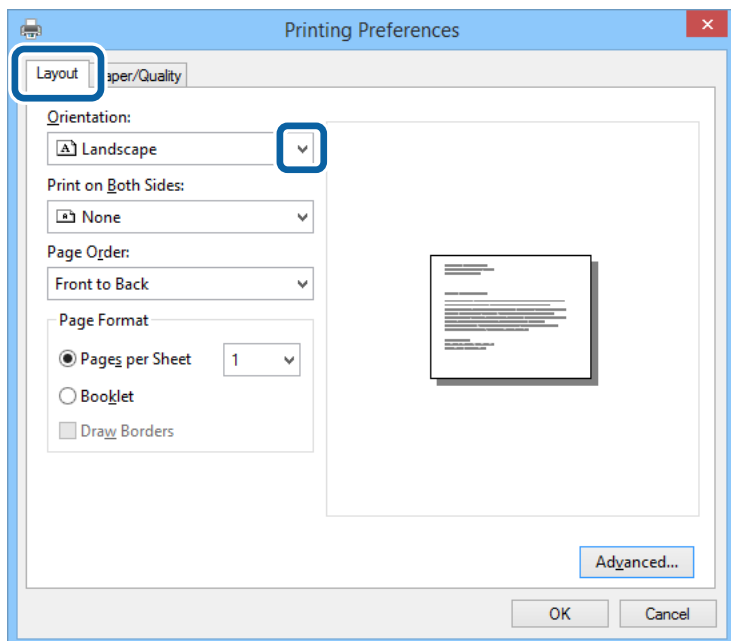 Printing Preferences
Layout aper/Quality
Orientation:
Landscape
Print on Both Sides:
None
Page Order:
Front to Back
Page Format
Pages per Sheet 1
Booklet
Draw Borders
Advanced...
OK Cancel